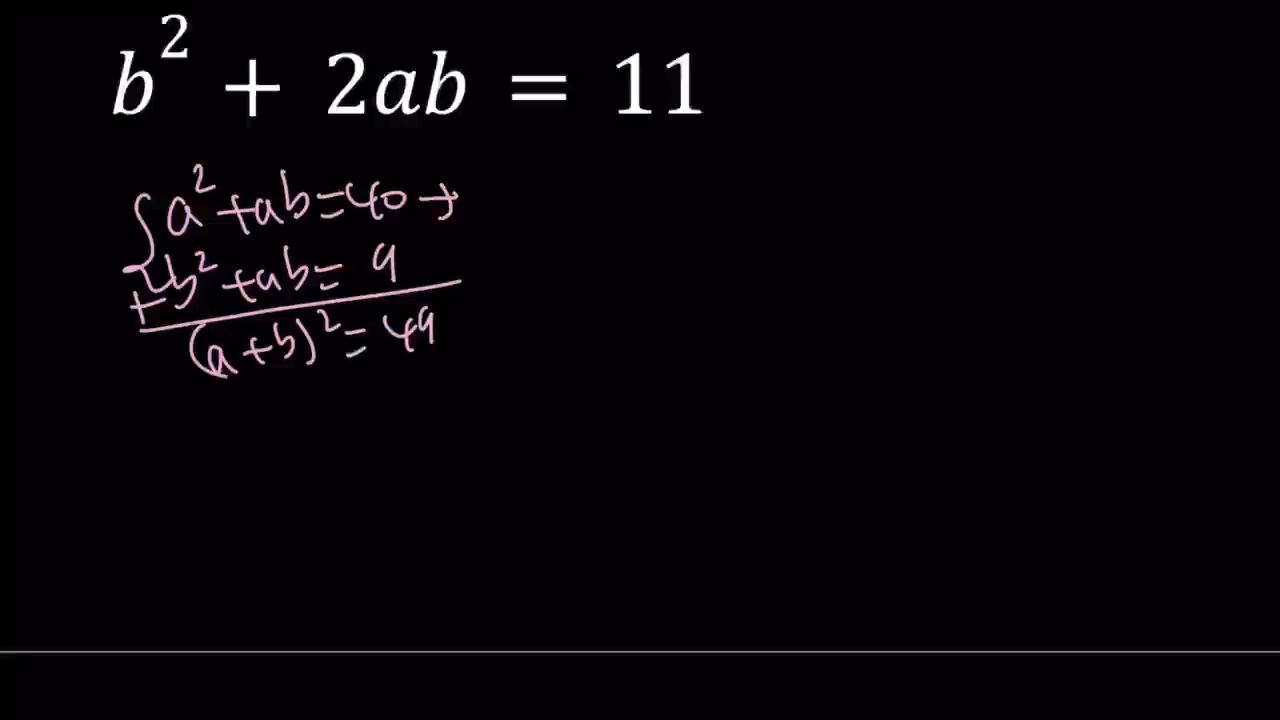 b² + 2ab = 11
a² + ab = 40 →
b² + ab = 9
+
(a + b)² = 49